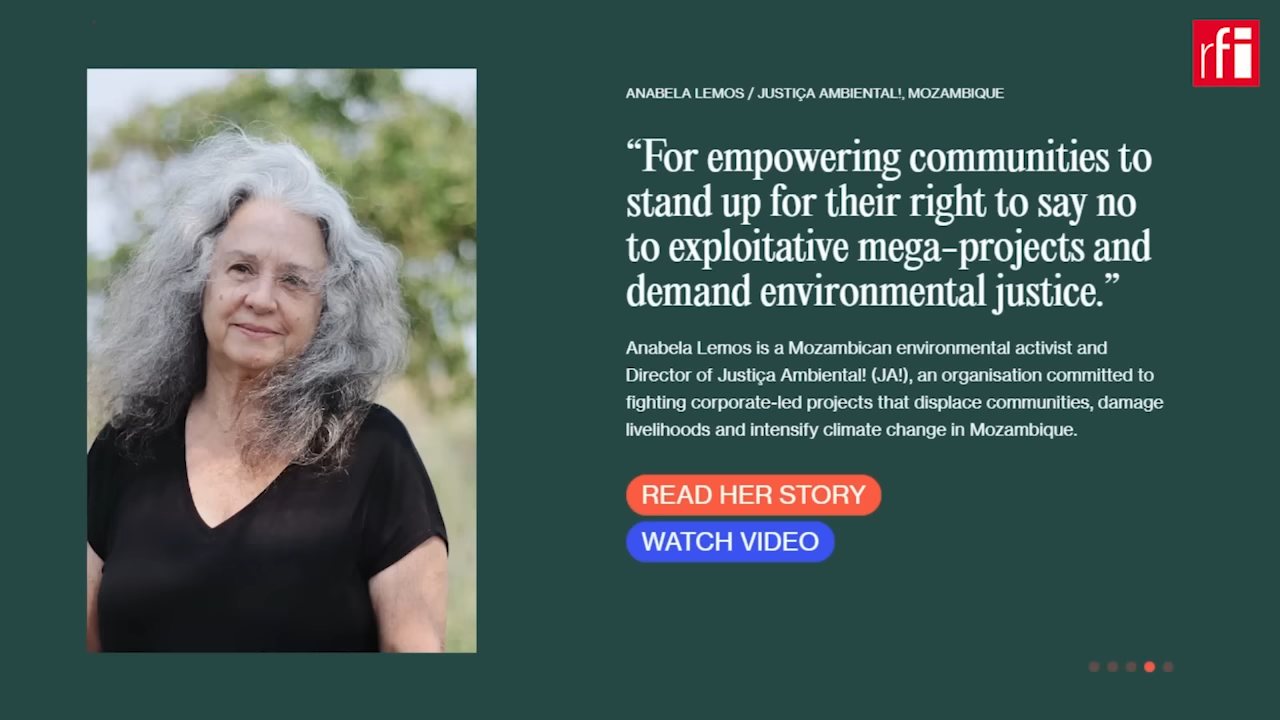 rfi
ANABELA LEMOS / JUSTIÇA AMBIENTAL!, MOZAMBIQUE
“For empowering communities to
stand up for their right to say no
to exploitative mega-projects and
demand environmental justice.”
Anabela Lemos is a Mozambican environmental activist and
Director of Justiça Ambiental! (JA!), an organisation committed to
fighting corporate-led projects that displace communities, damage
livelihoods and intensify climate change in Mozambique.
READ HER STORY
WATCH VIDEO